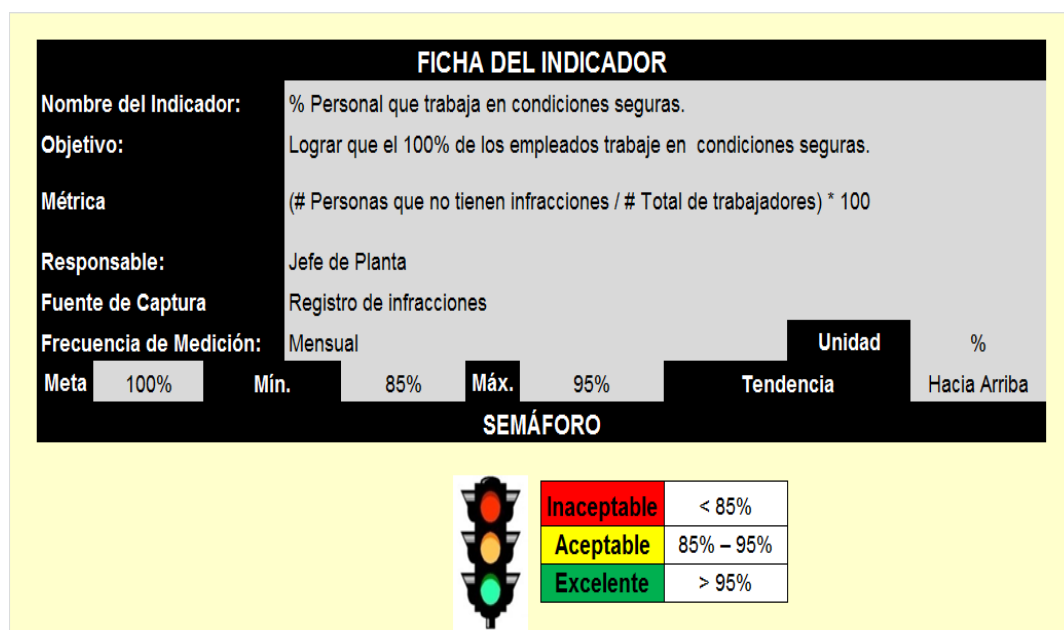 FICHA DEL INDICADOR
Nombre del Indicador: % Personal que trabaja en condiciones seguras.
Objetivo: Lograr que el 100% de los empleados trabaje en condiciones seguras.
Métrica (# Personas que no tienen infracciones / # Total de trabajadores) * 100
Responsable: Jefe de Planta
Fuente de Captura Registro de infracciones
Frecuencia de Medición: Mensual Unidad %
Meta 100% Mín. 85% Máx. 95% Tendencia Hacia Arriba
SEMÁFORO
Inaceptable < 85%
Aceptable 85% – 95%
Excelente > 95%